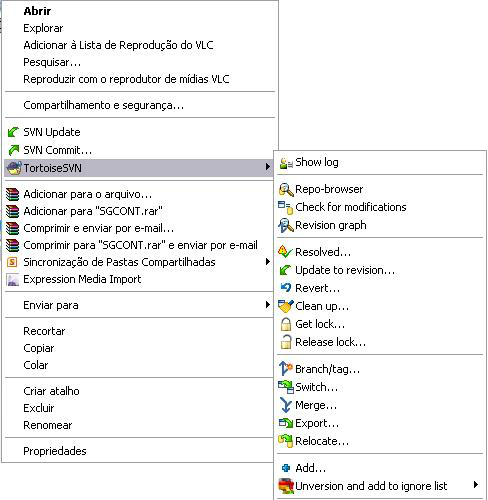 Abrir
Explorar
Adicionar à Lista de Reprodução do VLC
Pesquisar...
Reproduzir com o reprodutor de mídias VLC
Compartilhamento e segurança...
SVN Update
SVN Commit...
TortoiseSVN
Adicionar para o arquivo...
Adicionar para "SGCONT.rar"
Comprimir e enviar por e-mail...
Comprimir para "SGCONT.rar" e enviar por e-mail
Sincronização de Pastas Compartilhadas
Expression Media Import
Enviar para
Recortar
Copiar
Colar
Criar atalho
Excluir
Renomear
Propriedades
Show log
Repo-browser
Check for modifications
Revision graph
Resolved...
Update to revision...
Revert...
Clean up...
Get lock...
Release lock...
Branch/tag...
Switch...
Merge...
Export...
Relocate...
Add...
Unversion and add to ignore list